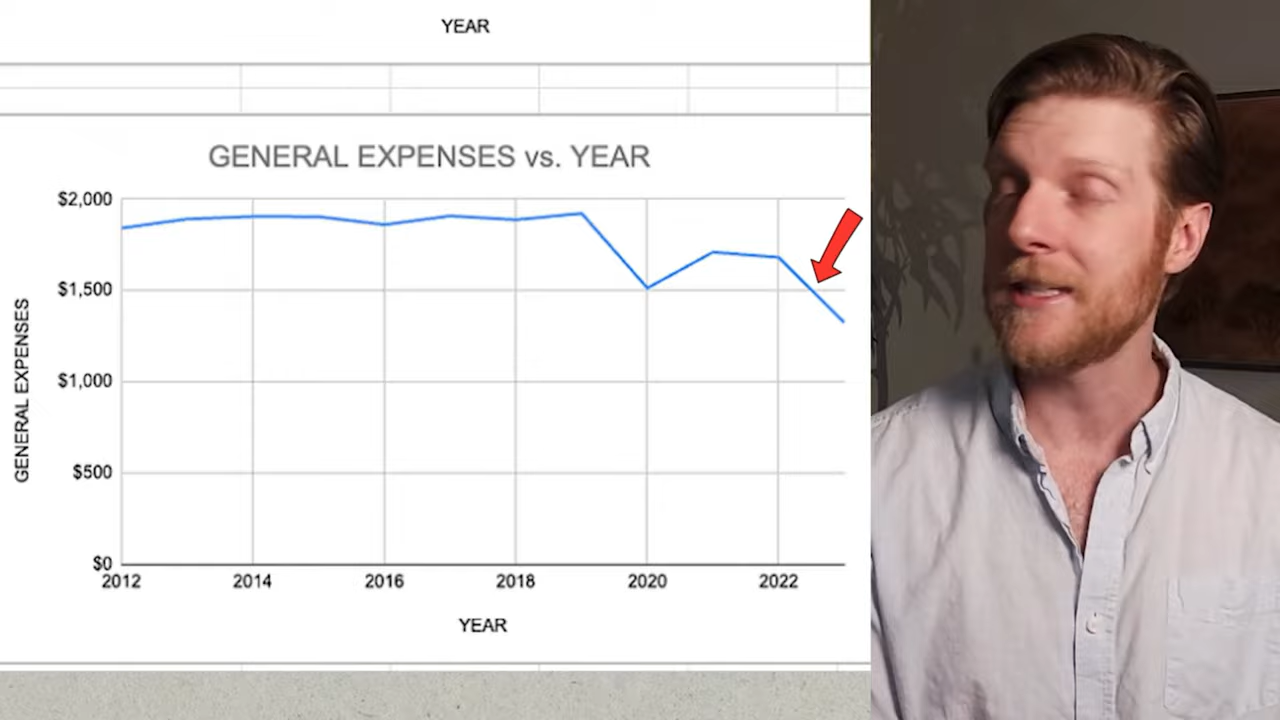 YEAR
GENERAL EXPENSES vs. YEAR
$2,000
$1,500
$1,000
$500
$0
GENERAL EXPENSES
2012 2014 2016 2018 2020 2022
YEAR